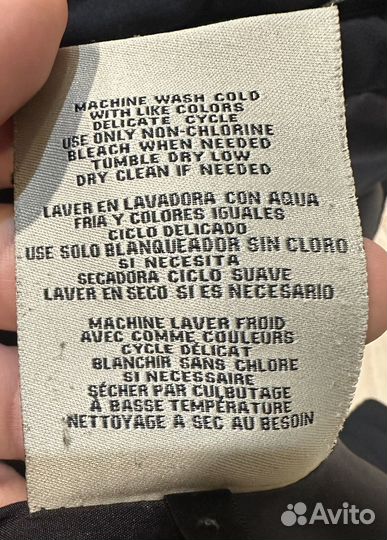 MACHINE WASH COLD
WITH LIKE COLORS
DELICATE CYCLE
USE ONLY NON-CHLORINE
BLEACH WHEN NEEDED
TUMBLE DRY LOW
DRY CLEAN IF NEEDED
LAVER EN LAVADORA CON AQUA
FRIA Y COLORES IGUALES
CICLO DELICADO
USE SOLO BLANQUEADOR SIN CLORO
SI NECESITA
SECADORA CICLO SUAVE
LAVER EN SECO SI ES NECESARIO
MACHINE LAVER FROID
AVEC COMME COULEURS
CYCLE DÉLICAT
BLANCHIR SANS CHLORE
SI NECESSAIRE
SÉCHER PAR CULBUTAGE
À BASSE TEMPÉRATURE
NETTOYAGE A SEC AU BESOIN
Avito